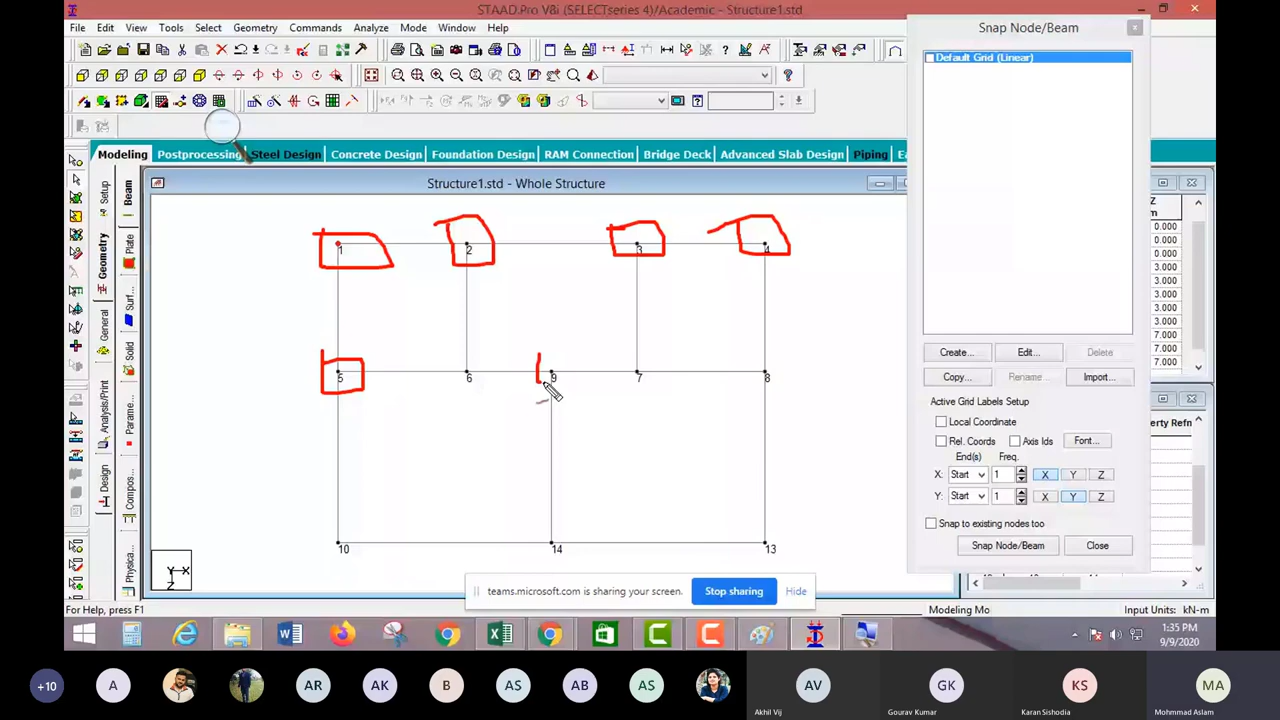 STAAD.Pro V8i (SELECTseries 4)/Academic - Structure1.std
File Edit View Tools Select Geometry Commands Analyze Mode Window Help
Modeling Postprocessing Steel Design Concrete Design Foundation Design RAM Connection Bridge Deck Advanced Slab Design Piping
Structure1.std - Whole Structure
Setup
Geometry
General
Analysis/Print
Design
Beam
Plate
Surf...
Solid
Parame...
Compos...
Physica...
1
2
3
4
5
6
9
7
8
10
14
13
Y X
Z
Snap Node/Beam
Default Grid (Linear)
Create... Edit... Delete
Copy... Rename... Import...
Active Grid Labels Setup
Local Coordinate
Rel. Coords Axis Ids Font...
End(s) Freq.
X: Start 1 X Y Z
Y: Start 1 X Y Z
Snap to existing nodes too
Snap Node/Beam Close
Z
m
0.000
0.000
0.000
0.000
3.000
3.000
3.000
3.000
3.000
7.000
7.000
perty Refn
teams.microsoft.com is sharing your screen. Stop sharing Hide
For Help, press F1
Modeling Mo
Input Units: kN-m
1:35 PM
9/9/2020
+10 A AR AK B AS AB AS AV GK KS MA
Akhil Vij Gourav Kumar Karan Sishodia Mohmmad Aslam